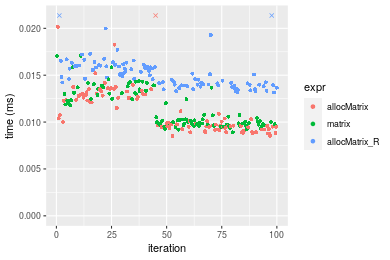 0.020
0.015
0.010
0.005
0.000
time (ms)
0
25
50
75
100
iteration
expr
allocMatrix
matrix
allocMatrix_R